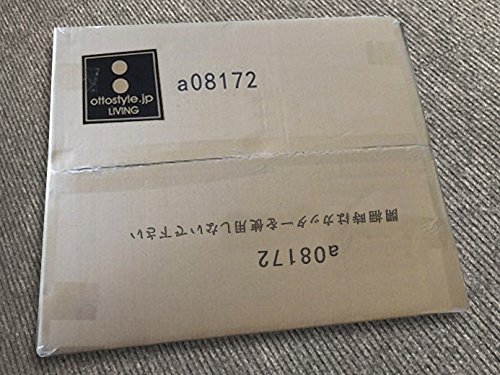 ottostyle.jp
LIVING
a08172
開梱時はカッターを使用しないで下さい
a08172